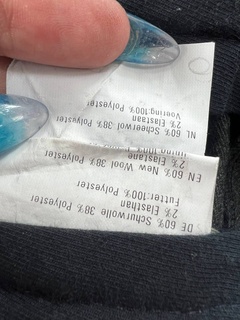 DE 60% Schurwolle 38% Polyester
2% Elasthan
Futter:100% Polyester
EN 60% New Wool 38% Polyester
2% Elastane
NL 60% Scheerwol 38% Polyester
2% Elastaan
Voering:100% Polyester